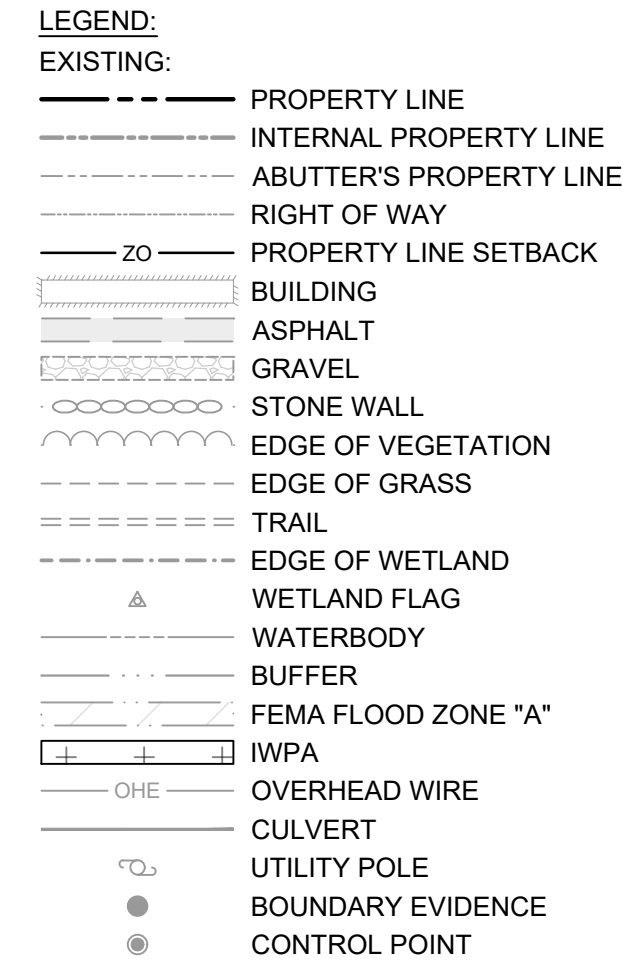 LEGEND:
EXISTING:
PROPERTY LINE
INTERNAL PROPERTY LINE
ABUTTER'S PROPERTY LINE
RIGHT OF WAY
ZO PROPERTY LINE SETBACK
BUILDING
ASPHALT
GRAVEL
STONE WALL
EDGE OF VEGETATION
EDGE OF GRASS
TRAIL
EDGE OF WETLAND
WETLAND FLAG
WATERBODY
BUFFER
FEMA FLOOD ZONE "A"
IWPA
OHE OVERHEAD WIRE
CULVERT
UTILITY POLE
BOUNDARY EVIDENCE
CONTROL POINT